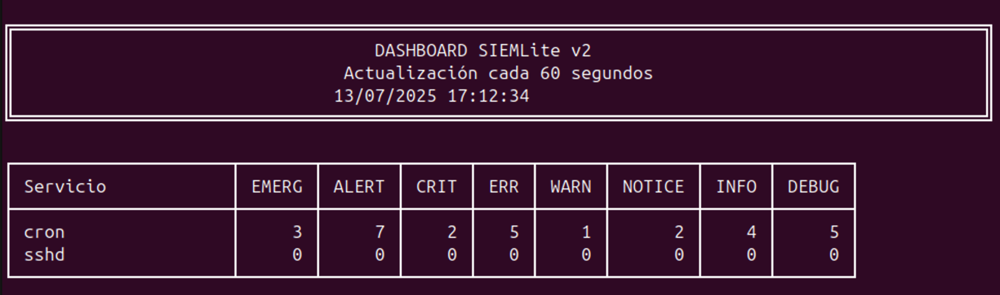 DASHBOARD SIEMLite v2
Actualización cada 60 segundos
13/07/2025 17:12:34
Servicio EMERG ALERT CRIT ERR WARN NOTICE INFO DEBUG
cron 3 7 2 5 1 2 4 5
sshd 0 0 0 0 0 0 0 0